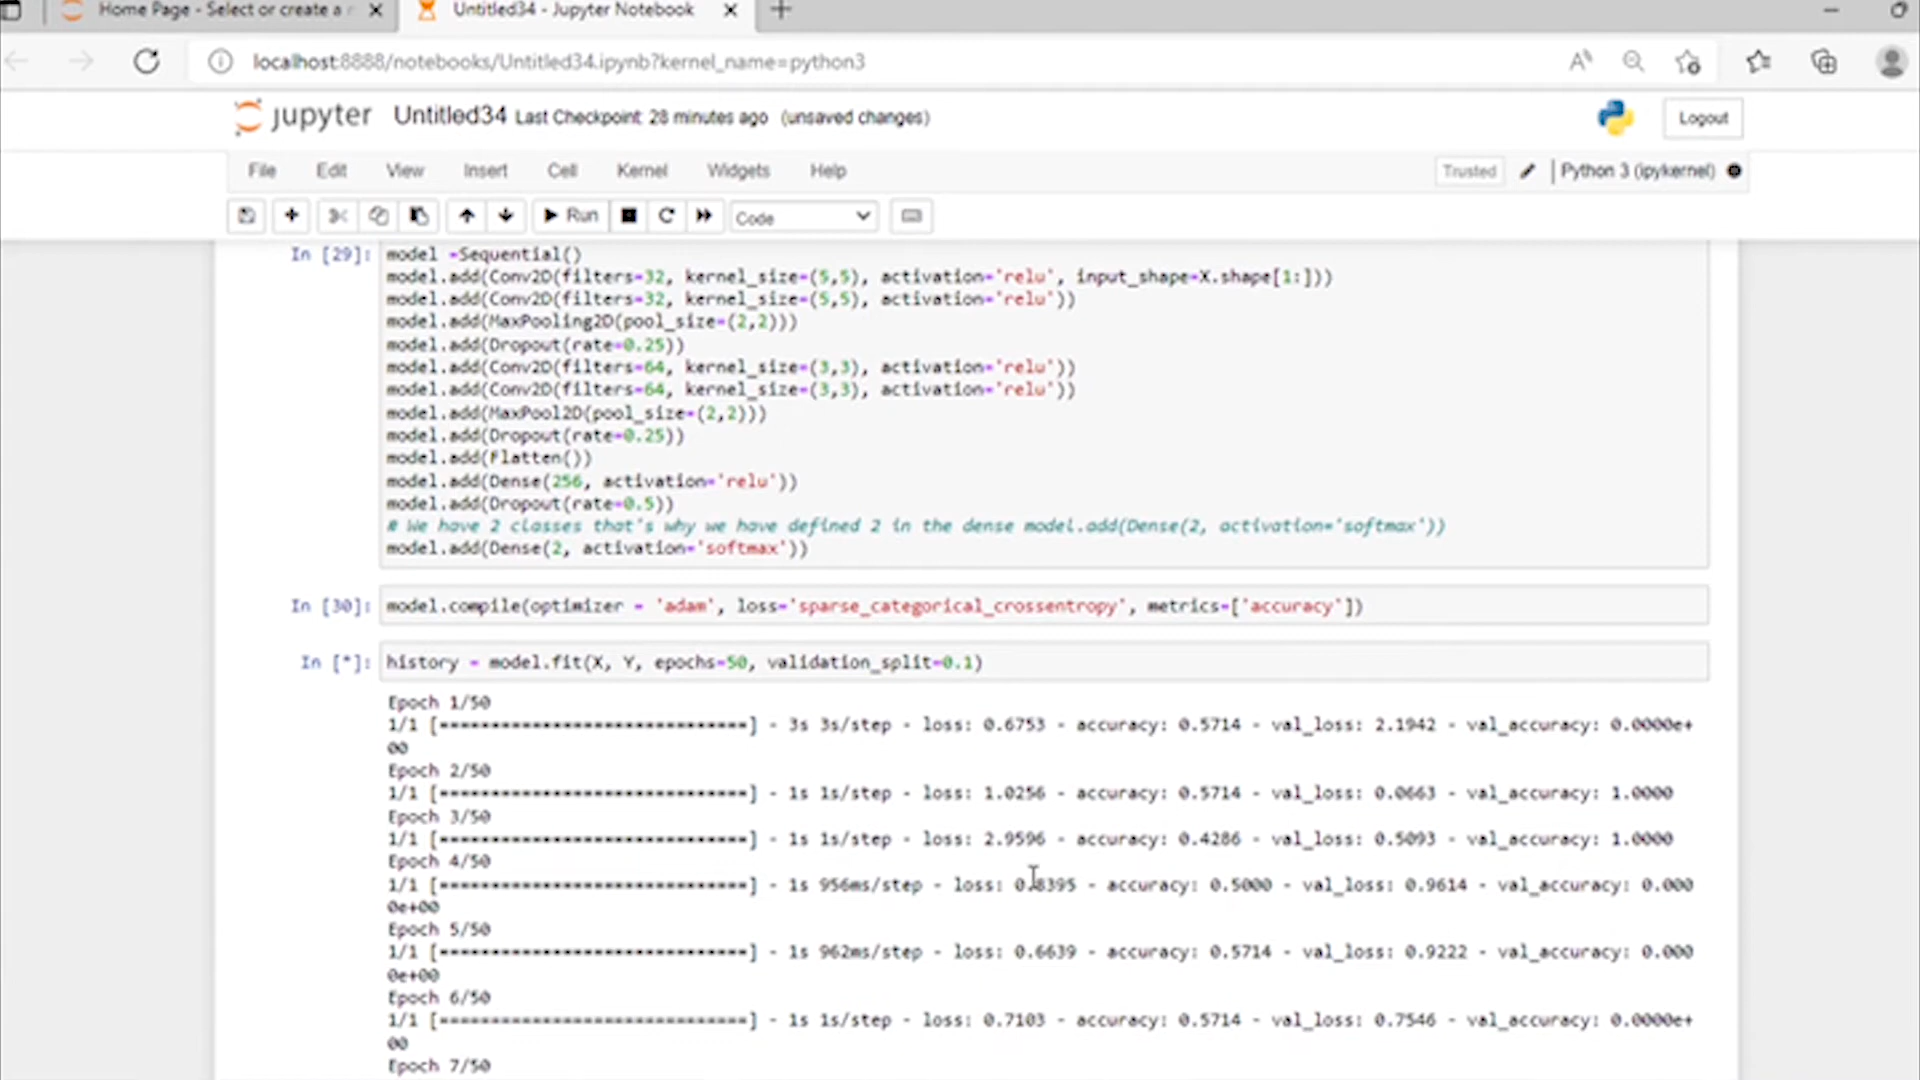 Home Page - Select or create a n
Untitled34 - Jupyter Notebook
localhost:8888/notebooks/Untitled34.ipynb?kernel_name=python3
jupyter Untitled34 Last Checkpoint: 28 minutes ago (unsaved changes)
Logout
File Edit View Insert Cell Kernel Widgets Help
Trusted
Python 3 (ipykernel)
Run
Code
In [29]: model =Sequential()
model.add(Conv2D(filters=32, kernel_size=(5,5), activation='relu', input_shape=X.shape[1:]))
model.add(Conv2D(filters=32, kernel_size=(5,5), activation='relu'))
model.add(MaxPooling2D(pool_size=(2,2)))
model.add(Dropout(rate=0.25))
model.add(Conv2D(filters=64, kernel_size=(3,3), activation='relu'))
model.add(Conv2D(filters=64, kernel_size=(3,3), activation='relu'))
model.add(MaxPool2D(pool_size=(2,2)))
model.add(Dropout(rate=0.25))
model.add(Flatten())
model.add(Dense(256, activation='relu'))
model.add(Dropout(rate=0.5))
# We have 2 classes that's why we have defined 2 in the dense model.add(Dense(2, activation='softmax'))
model.add(Dense(2, activation='softmax'))
In [30]: model.compile(optimizer = 'adam', loss='sparse_categorical_crossentropy', metrics=['accuracy'])
In [*]: history = model.fit(X, Y, epochs=50, validation_split=0.1)
Epoch 1/50
1/1 [==============================] - 3s 3s/step - loss: 0.6753 - accuracy: 0.5714 - val_loss: 2.1942 - val_accuracy: 0.0000e+
00
Epoch 2/50
1/1 [==============================] - 1s 1s/step - loss: 1.0256 - accuracy: 0.5714 - val_loss: 0.0663 - val_accuracy: 1.0000
Epoch 3/50
1/1 [==============================] - 1s 1s/step - loss: 2.9596 - accuracy: 0.4286 - val_loss: 0.5093 - val_accuracy: 1.0000
Epoch 4/50
1/1 [==============================] - 1s 956ms/step - loss: 0.8395 - accuracy: 0.5000 - val_loss: 0.9614 - val_accuracy: 0.000
0e+00
Epoch 5/50
1/1 [==============================] - 1s 962ms/step - loss: 0.6639 - accuracy: 0.5714 - val_loss: 0.9222 - val_accuracy: 0.000
0e+00
Epoch 6/50
1/1 [==============================] - 1s 1s/step - loss: 0.7103 - accuracy: 0.5714 - val_loss: 0.7546 - val_accuracy: 0.0000e+
00
Epoch 7/50